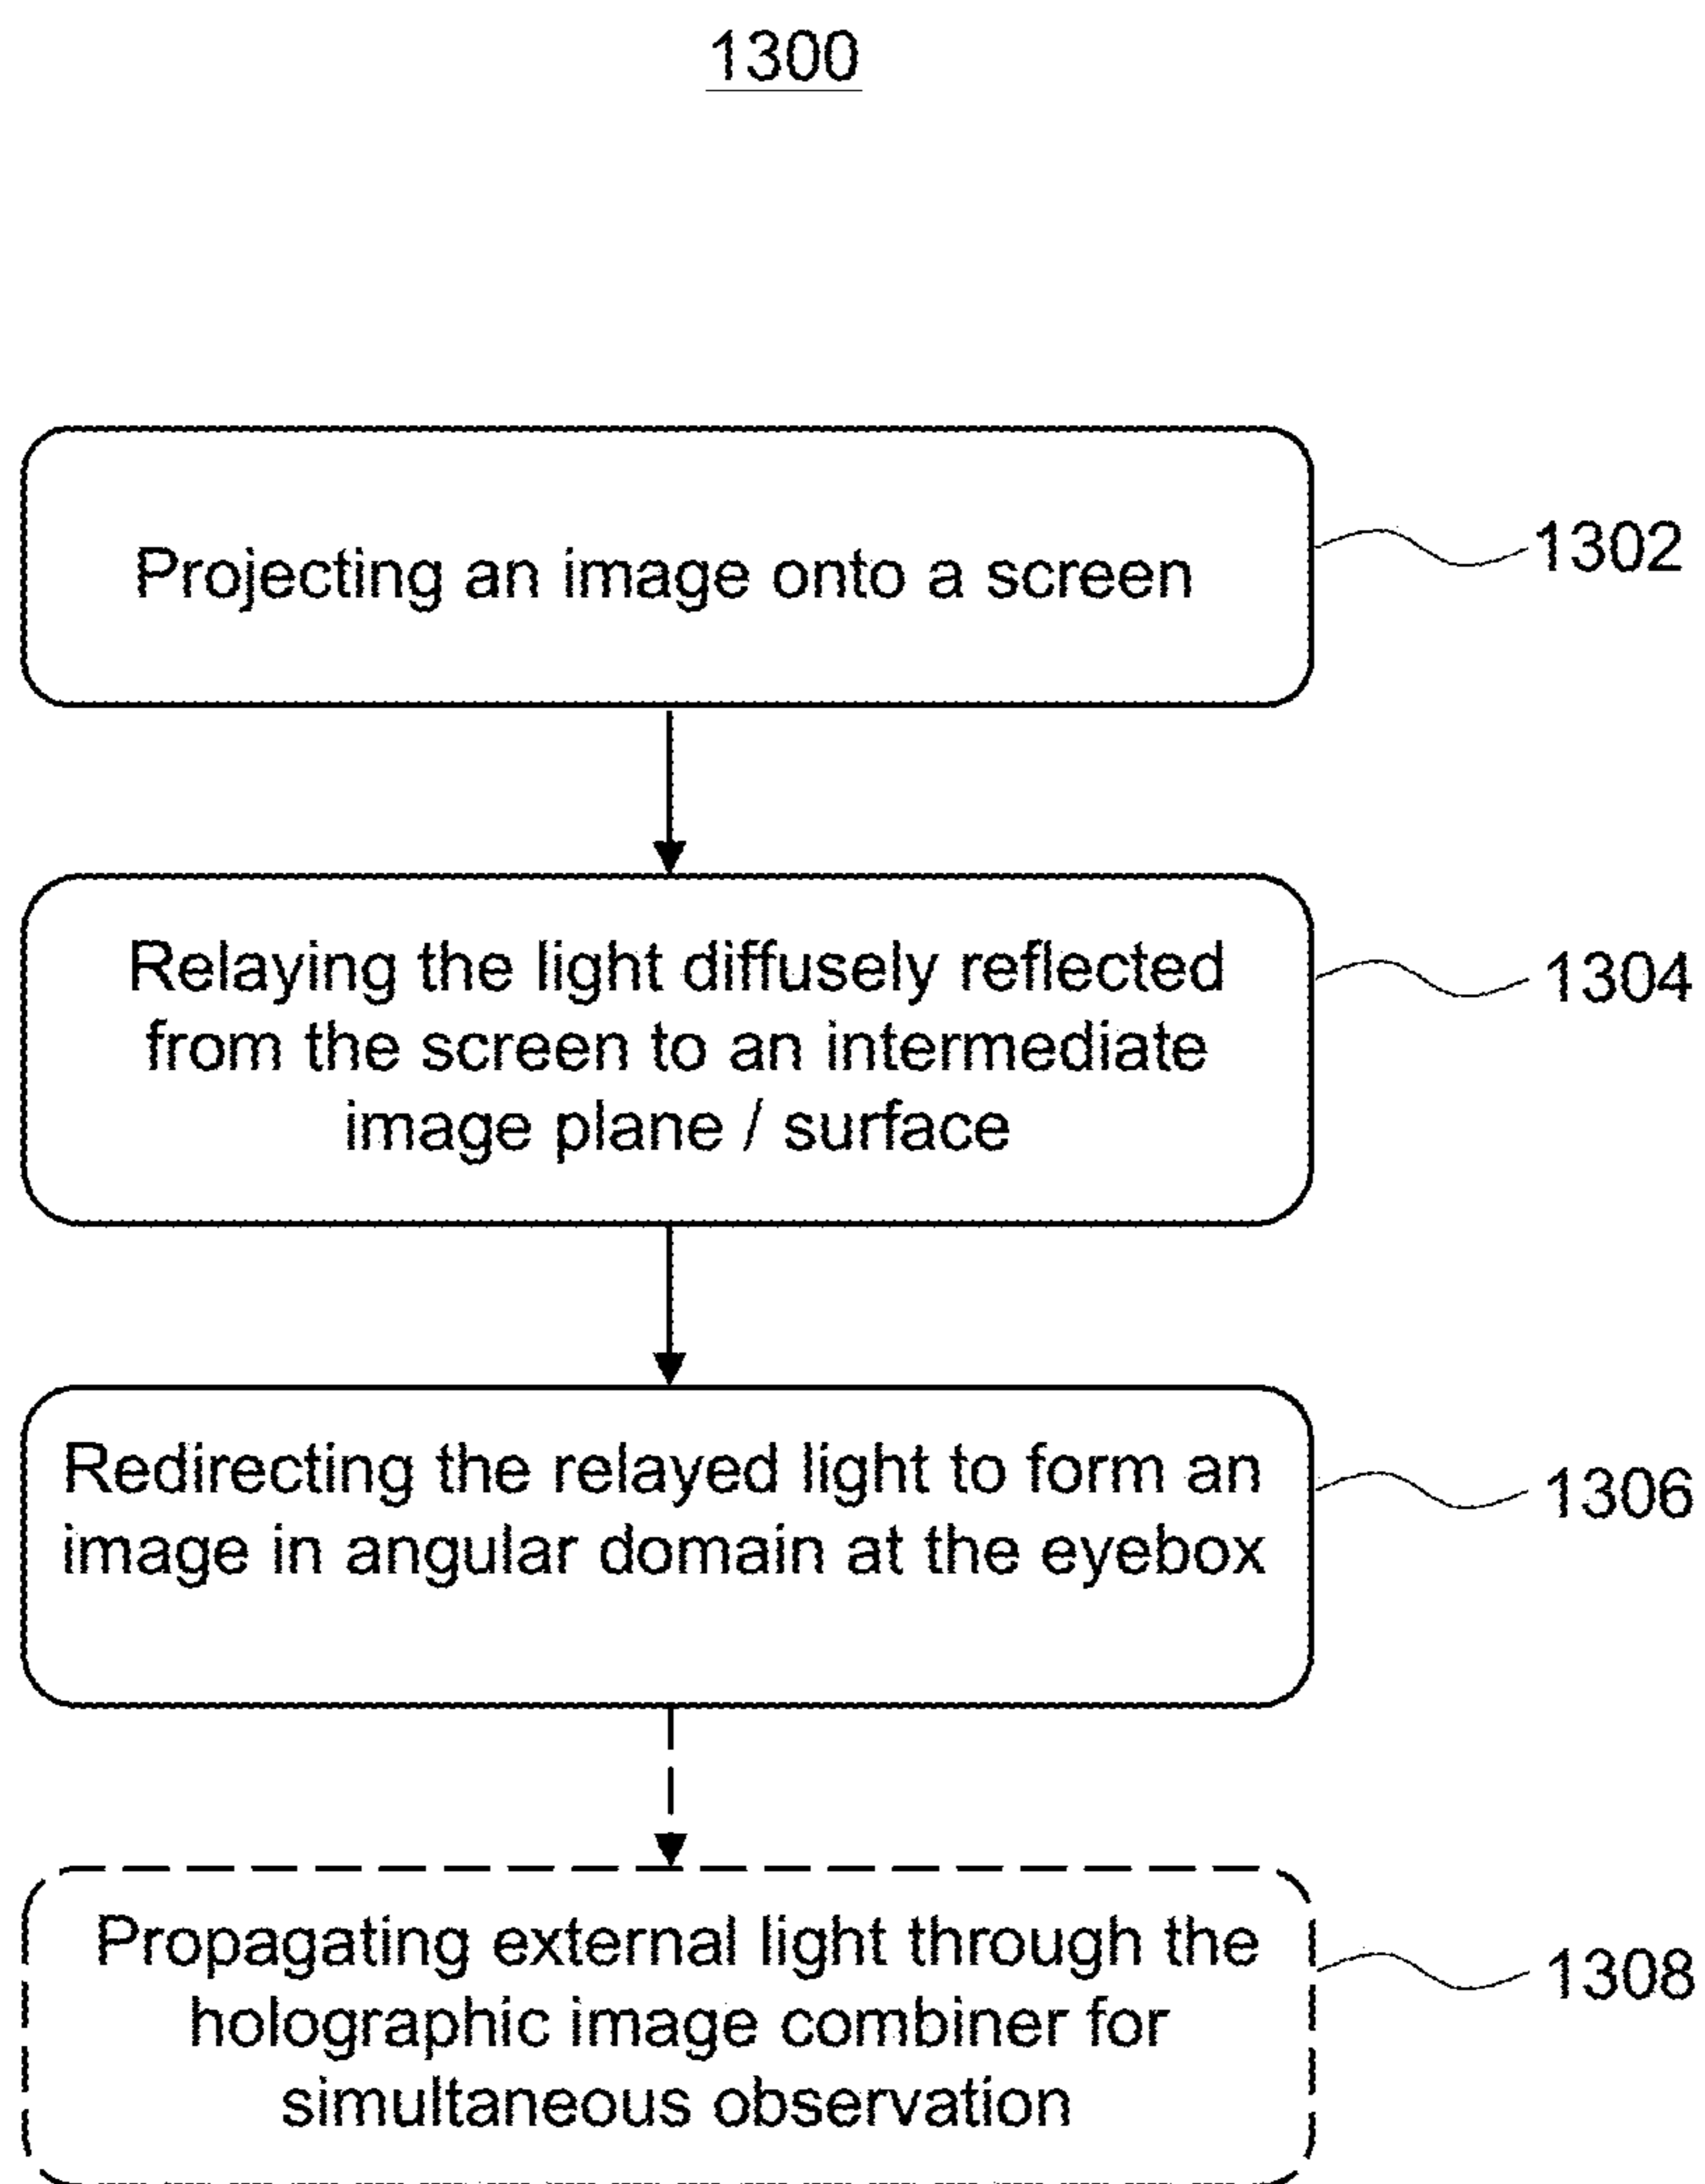 1300
Projecting an image onto a screen
1302
Relaying the light diffusely reflected
from the screen to an intermediate
image plane / surface
1304
Redirecting the relayed light to form an
image in angular domain at the eyebox
1306
Propagating external light through the
holographic image combiner for
simultaneous observation
1308